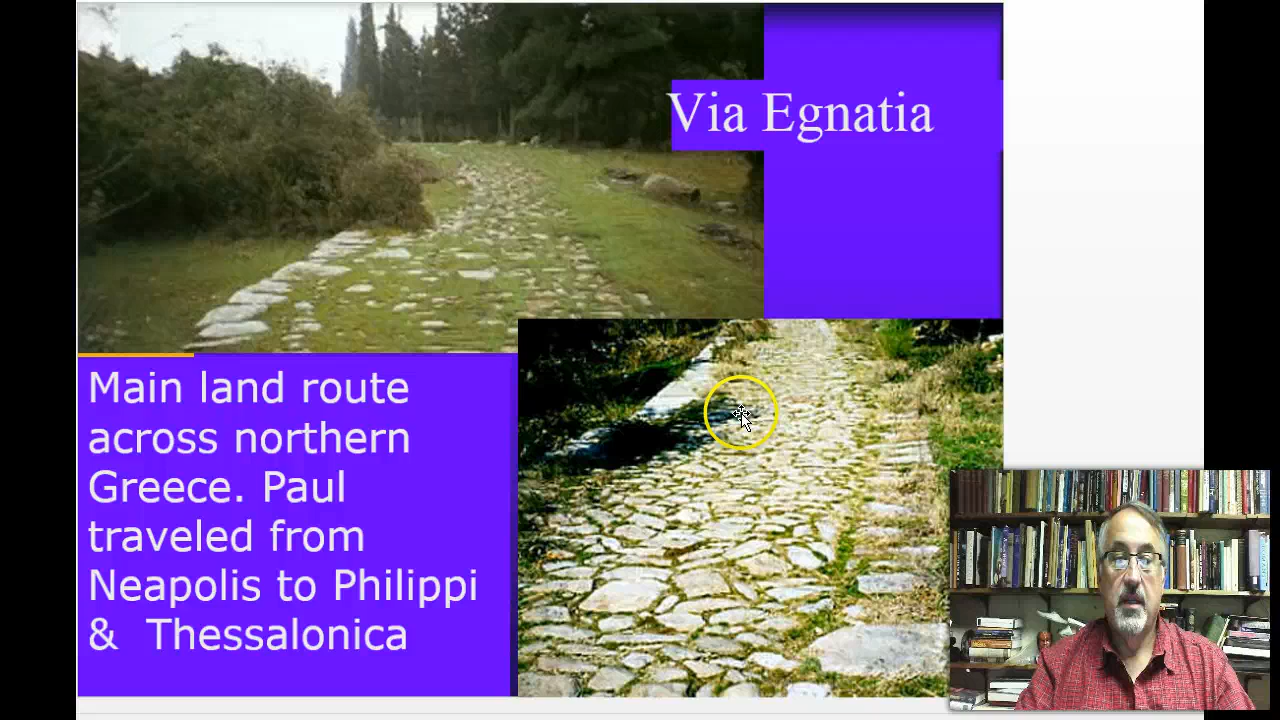 Via Egnatia
Main land route
across northern
Greece. Paul
traveled from
Neapolis to Philippi
&  Thessalonica